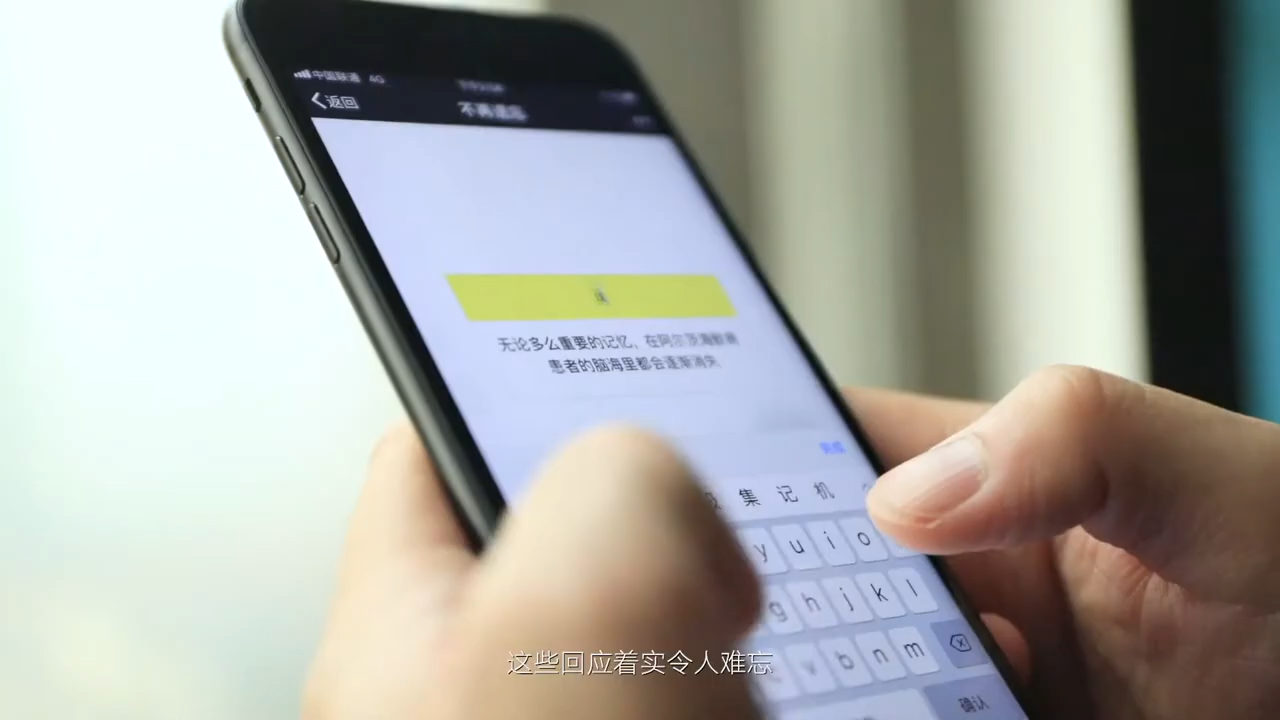 中国联通 4G
返回
不再遗忘
无论多么重要的记忆，在阿尔茨海默病
患者的脑海里都会逐渐消失
完成
集 记 机
y u i o
g h j k l
v b n m
确认
这些回应着实令人难忘